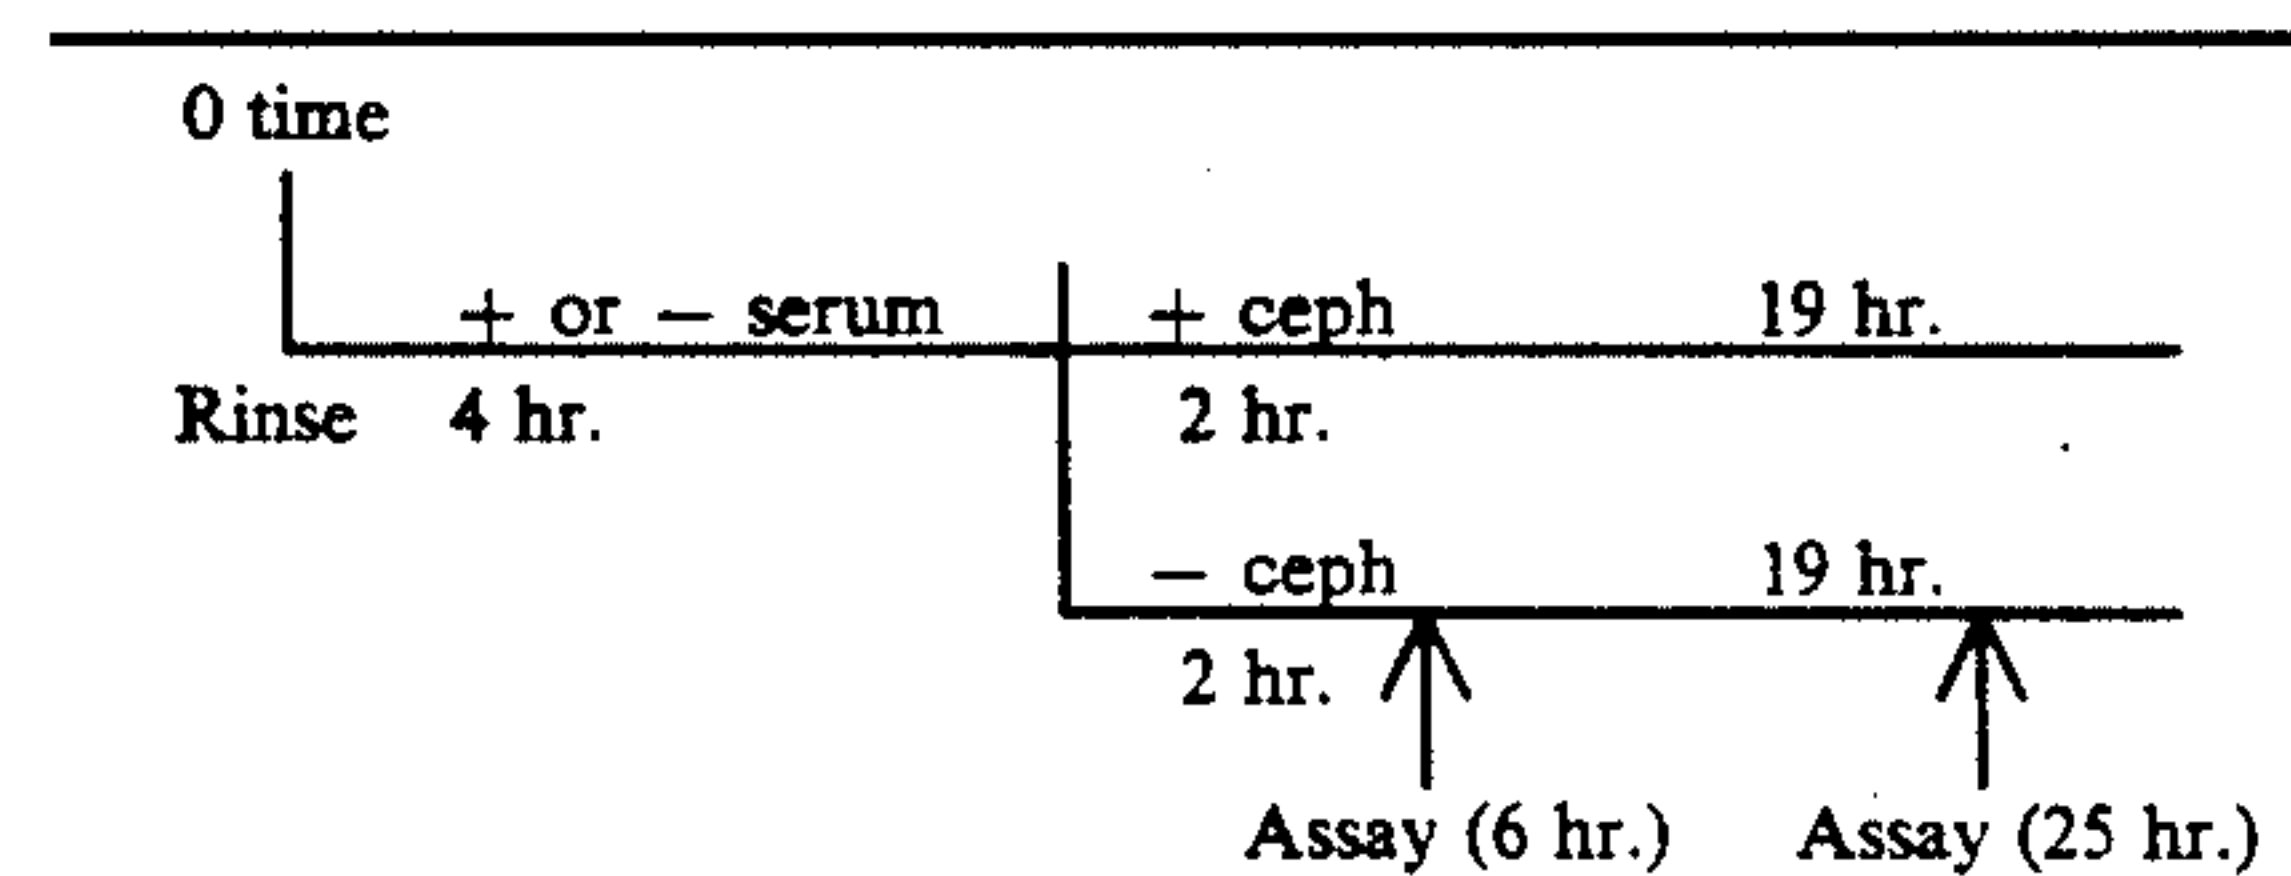 0 time
+ or − serum + ceph 19 hr.
Rinse 4 hr. 2 hr.
− ceph 19 hr.
2 hr.
Assay (6 hr.) Assay (25 hr.)